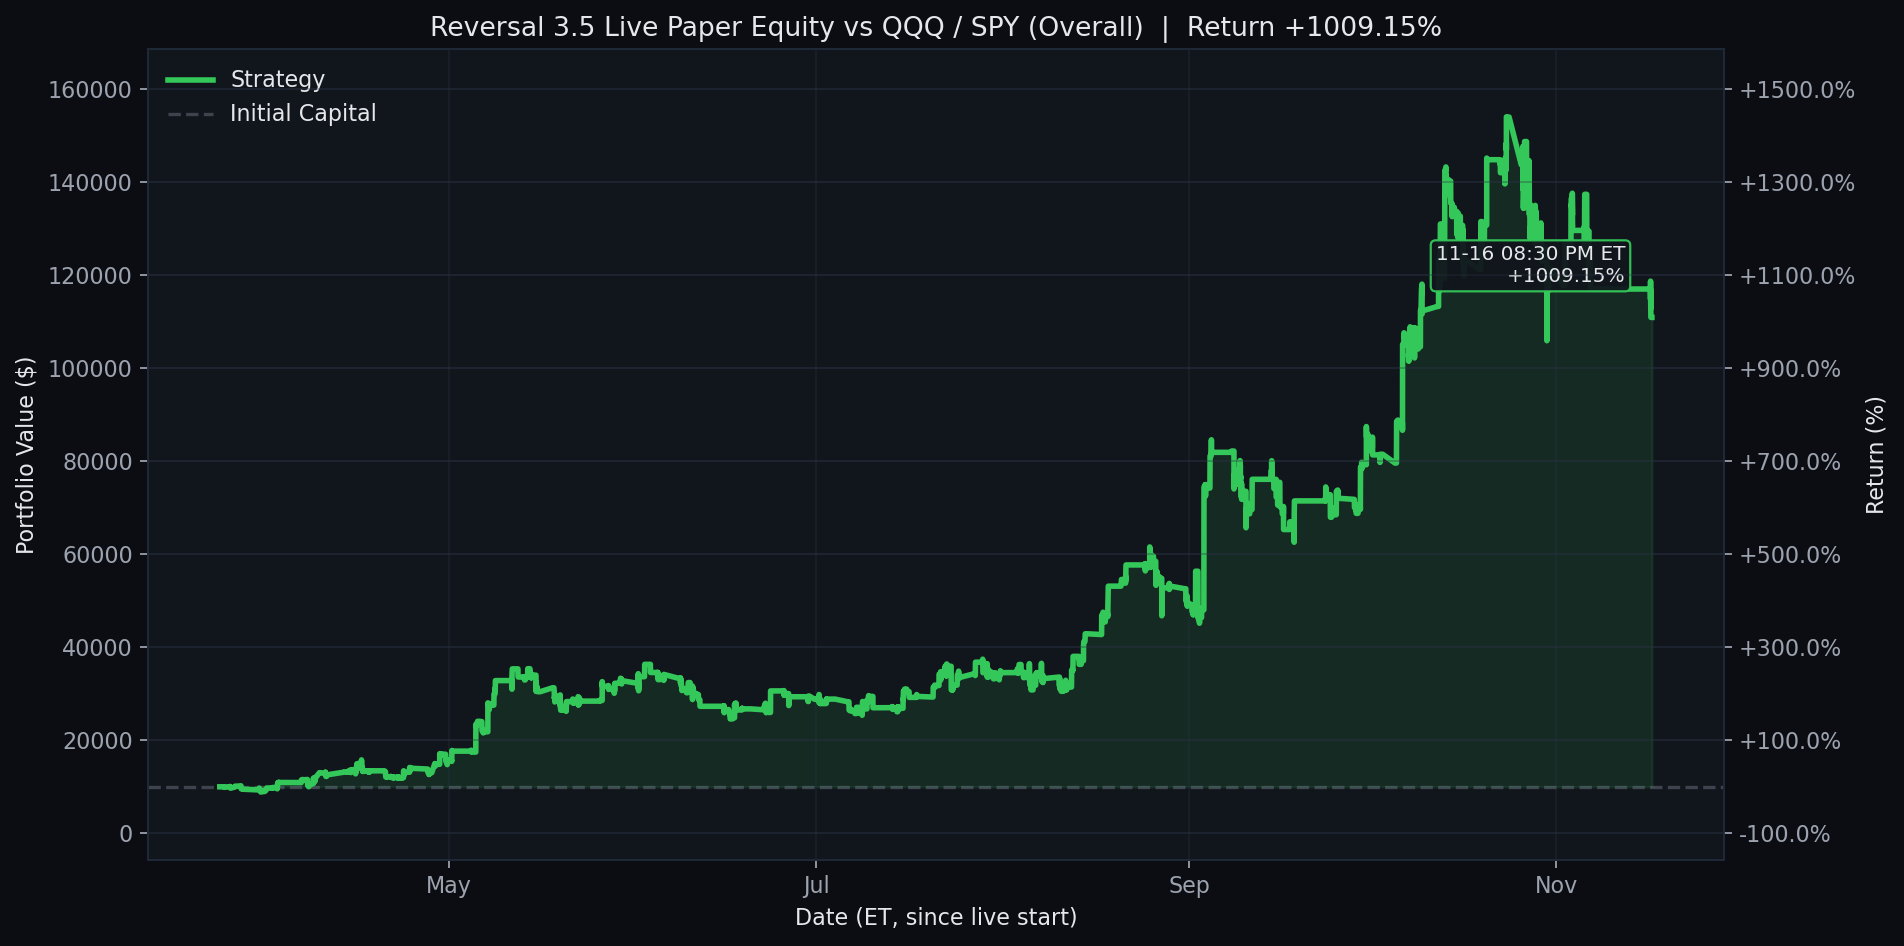 Reversal 3.5 Live Paper Equity vs QQQ / SPY (Overall)  |  Return +1009.15%
Strategy
Initial Capital
160000
140000
120000
100000
80000
60000
40000
20000
0
Portfolio Value ($)
+1500.0%
+1300.0%
+1100.0%
+900.0%
+700.0%
+500.0%
+300.0%
+100.0%
-100.0%
Return (%)
11-16 08:30 PM ET
+1009.15%
May
Jul
Sep
Nov
Date (ET, since live start)